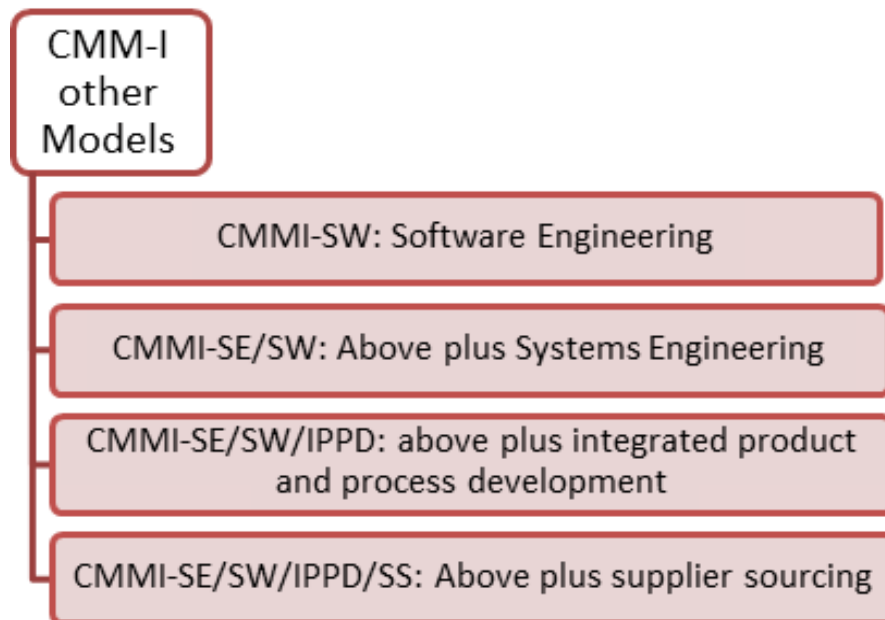 CMM-I
other
Models
CMMI-SW: Software Engineering
CMMI-SE/SW: Above plus Systems Engineering
CMMI-SE/SW/IPPD: above plus integrated product
and process development
CMMI-SE/SW/IPPD/SS: Above plus supplier sourcing